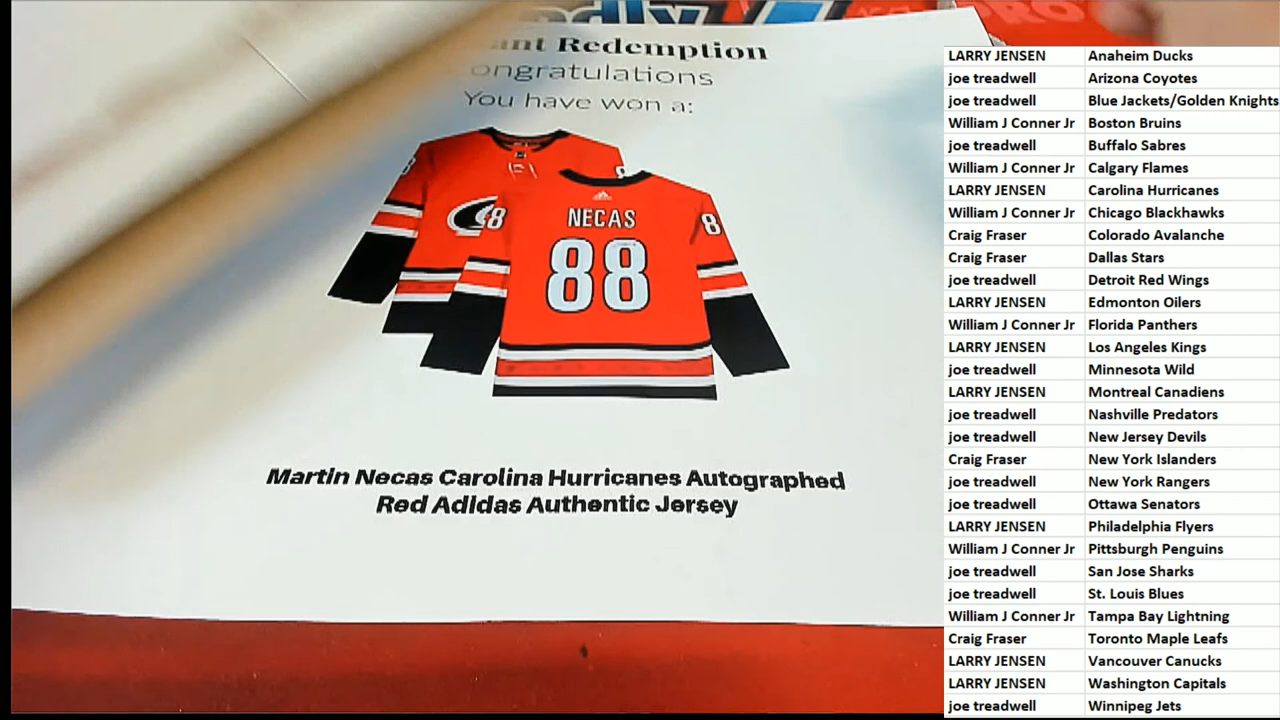 Redemption
ongratulations
You have won a:
8
NECAS
88
8
Martin Necas Carolina Hurricanes Autographed
Red Adidas Authentic Jersey
LARRY JENSEN Anaheim Ducks
joe treadwell Arizona Coyotes
joe treadwell Blue Jackets/Golden Knights
William J Conner Jr Boston Bruins
joe treadwell Buffalo Sabres
William J Conner Jr Calgary Flames
LARRY JENSEN Carolina Hurricanes
William J Conner Jr Chicago Blackhawks
Craig Fraser Colorado Avalanche
Craig Fraser Dallas Stars
joe treadwell Detroit Red Wings
LARRY JENSEN Edmonton Oilers
William J Conner Jr Florida Panthers
LARRY JENSEN Los Angeles Kings
joe treadwell Minnesota Wild
LARRY JENSEN Montreal Canadiens
joe treadwell Nashville Predators
joe treadwell New Jersey Devils
Craig Fraser New York Islanders
joe treadwell New York Rangers
joe treadwell Ottawa Senators
LARRY JENSEN Philadelphia Flyers
William J Conner Jr Pittsburgh Penguins
joe treadwell San Jose Sharks
joe treadwell St. Louis Blues
William J Conner Jr Tampa Bay Lightning
Craig Fraser Toronto Maple Leafs
LARRY JENSEN Vancouver Canucks
LARRY JENSEN Washington Capitals
joe treadwell Winnipeg Jets